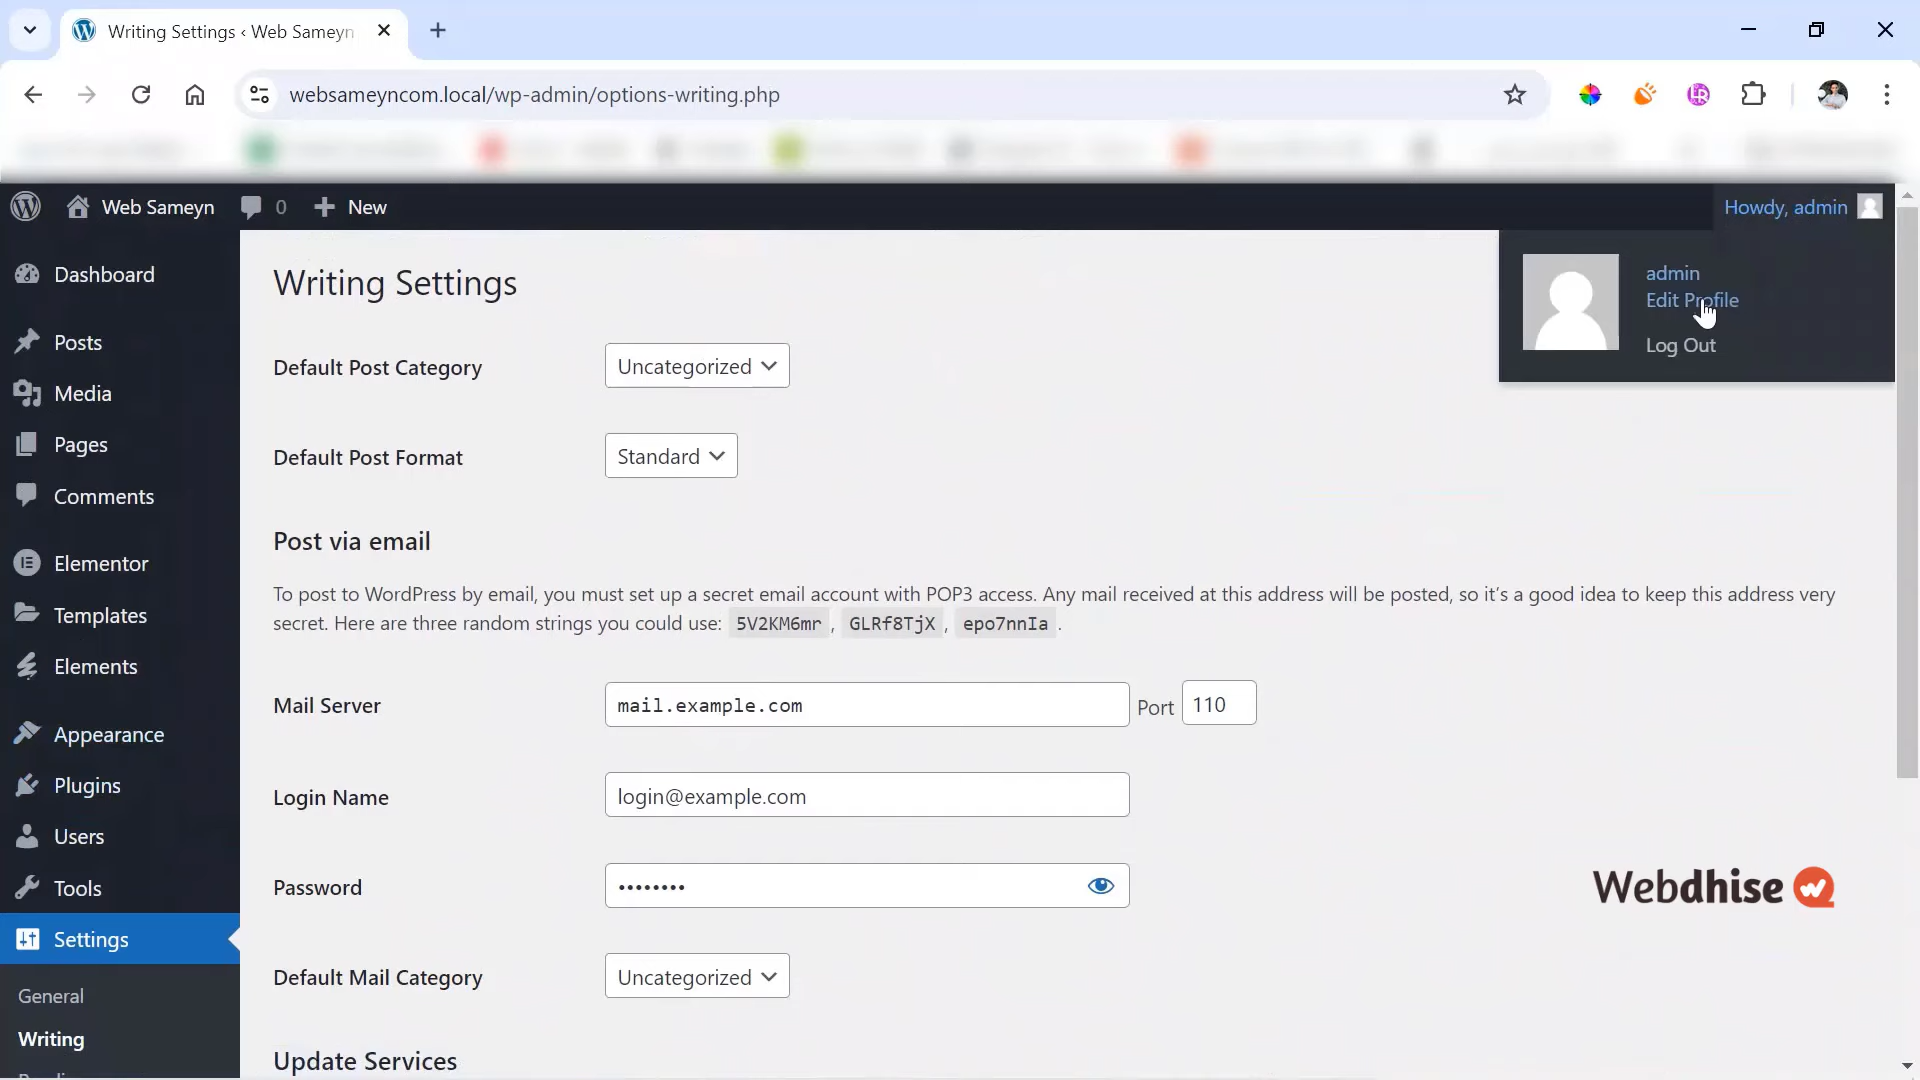 Writing Settings ‹ Web Sameyn
websameyncom.local/wp-admin/options-writing.php
Web Sameyn
0
New
Howdy, admin
admin
Edit Profile
Log Out
Dashboard
Posts
Media
Pages
Comments
Elementor
Templates
Elements
Appearance
Plugins
Users
Tools
Settings
General
Writing
Writing Settings
Default Post Category
Uncategorized
Default Post Format
Standard
Post via email
To post to WordPress by email, you must set up a secret email account with POP3 access. Any mail received at this address will be posted, so it’s a good idea to keep this address very
secret. Here are three random strings you could use: 5V2KM6mr , GLRf8TjX , epo7nnIa .
Mail Server
mail.example.com
Port 110
Login Name
login@example.com
Password
••••••••
Default Mail Category
Uncategorized
Update Services
Webdhise